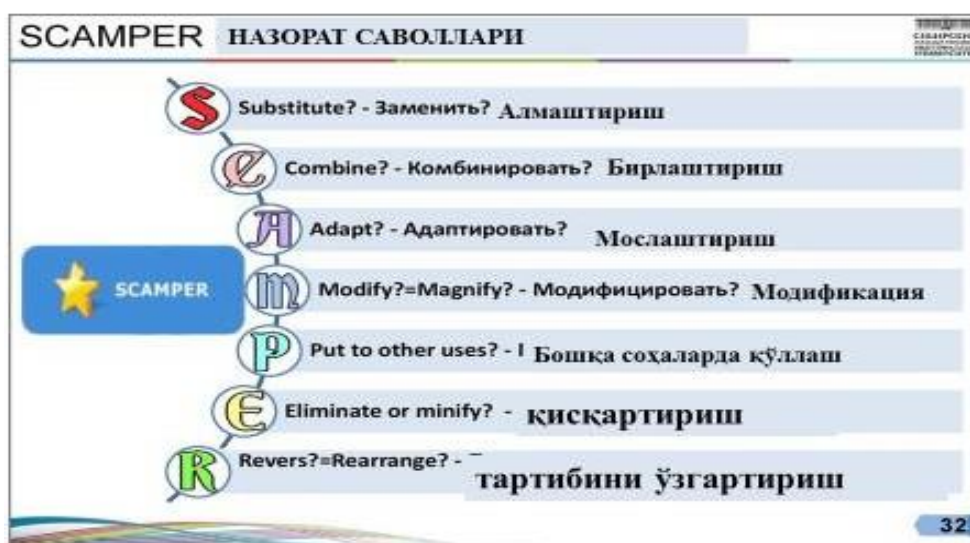 SCAMPER НАЗОРАТ САВОЛЛАРИ
S Substitute? - Заменить? Алмаштириш
C Combine? - Комбинировать? Бирлаштириш
A Adapt? - Адаптировать? Мослаштириш
SCAMPER
m Modify?=Magnify? - Модифицировать? Модификация
P Put to other uses? - Бошқа соҳаларда қўллаш
E Eliminate or minify? - қисқартириш
R Revers?=Rearrange? - тартибини ўзгартириш
32